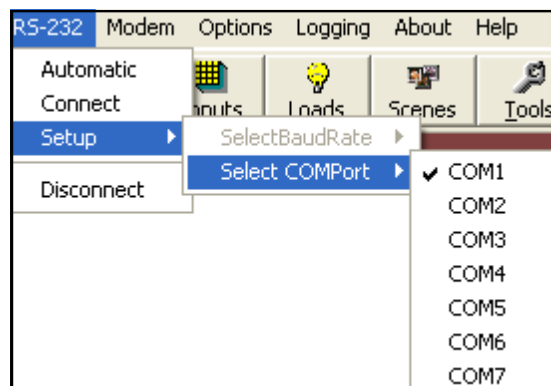 RS-232 Modem Options Logging About Help
Automatic
Connect
Setup
Disconnect
Loads Scenes Tools
SelectBaudRate
Select COMPort
COM1
COM2
COM3
COM4
COM5
COM6
COM7